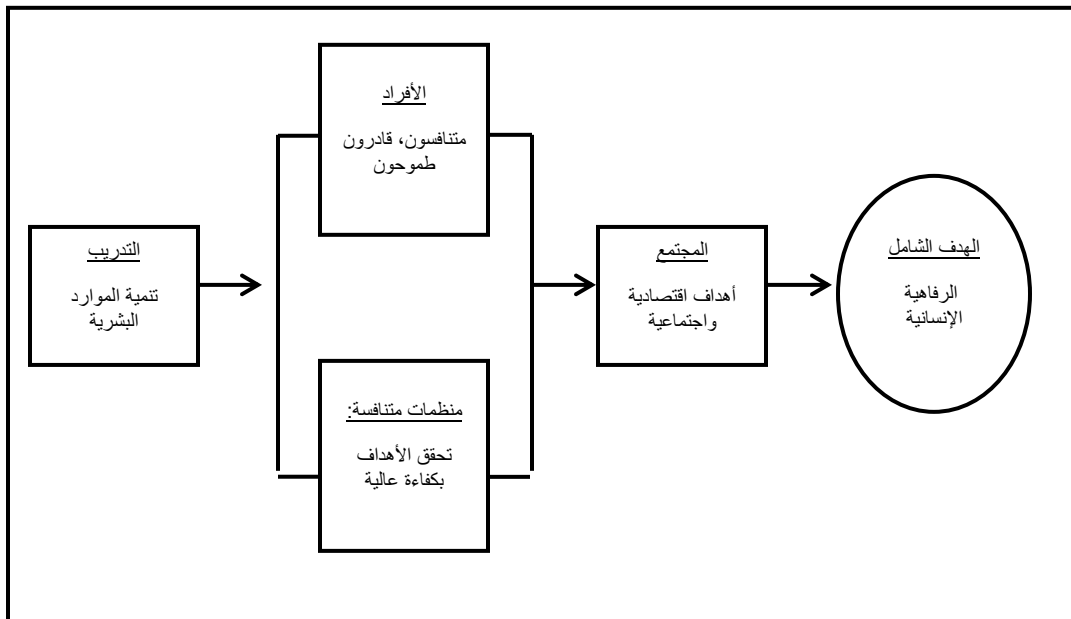 الأفراد
متنافسون، قادرون
طموحون
التدريب
تنمية الموارد
البشرية
منظمات متنافسة:
تحقق الأهداف
بكفاءة عالية
المجتمع
أهداف اقتصادية
واجتماعية
الهدف الشامل
الرفاهية
الإنسانية